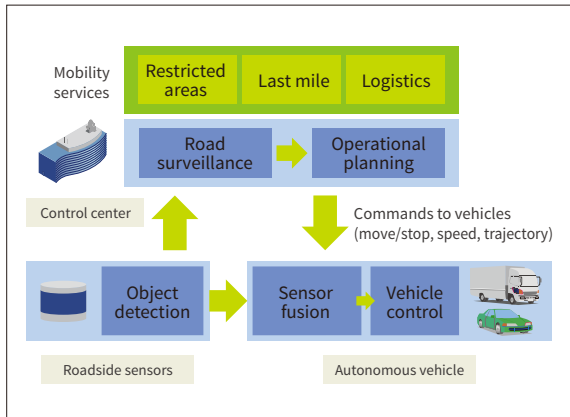 Mobility
services
Restricted
areas
Last mile
Logistics
Road
surveillance
Operational
planning
Control center
Commands to vehicles
(move/stop, speed, trajectory)
Object
detection
Sensor
fusion
Vehicle
control
Roadside sensors
Autonomous vehicle